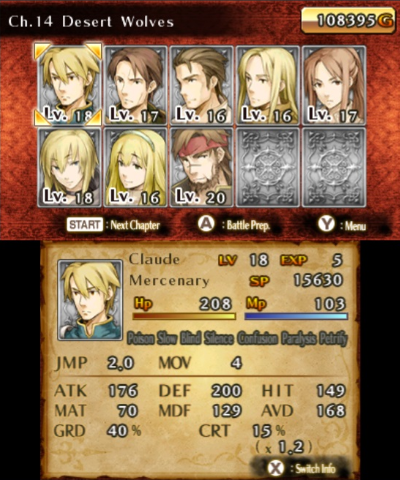 Ch.14 Desert Wolves
108395G
Lv. 18 Lv. 17 Lv. 16 Lv. 16 Lv. 17
Lv. 18 Lv. 16 Lv. 20
START : Next Chapter A : Battle Prep. Y : Menu
Claude LV 18 EXP 5
Mercenary SP 15630
Hp 208 Mp 103
Poison Slow Blind Silence Confusion Paralysis Petrify
JMP 2.0 MOV 4
ATK 176 DEF 200 HIT 149
MAT 70 MDF 129 AVD 168
GRD 40% CRT 15%
(x 1.2)
X : Switch Info